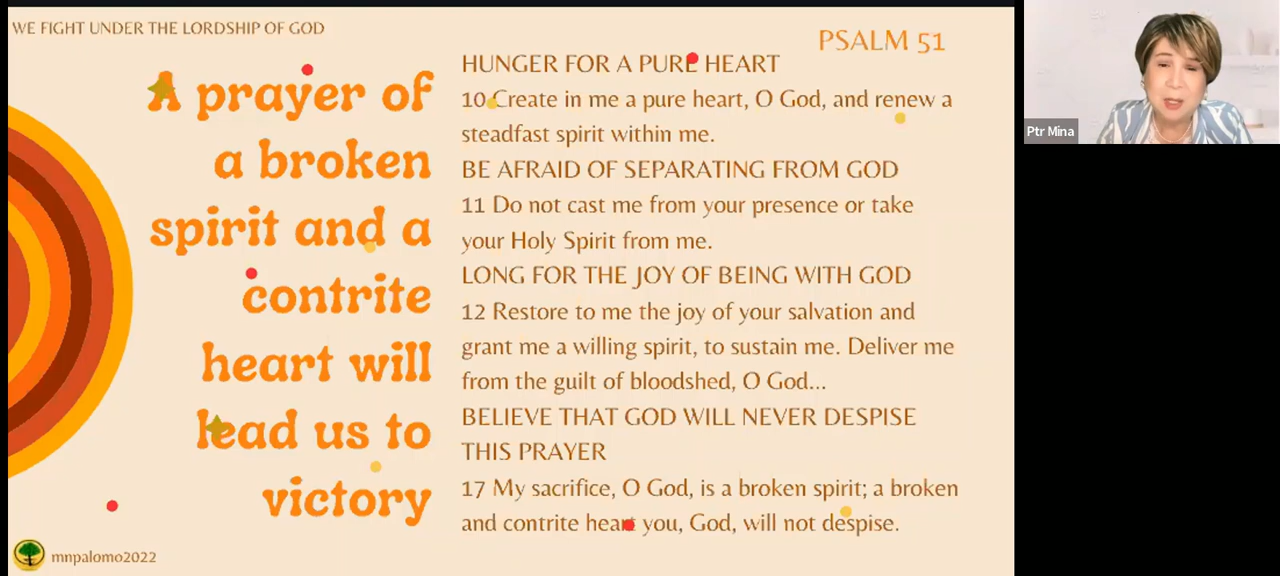 WE FIGHT UNDER THE LORDSHIP OF GOD
PSALM 51
A prayer of
a broken
spirit and a
contrite
heart will
lead us to
victory
HUNGER FOR A PURE HEART
10 Create in me a pure heart, O God, and renew a
steadfast spirit within me.
BE AFRAID OF SEPARATING FROM GOD
11 Do not cast me from your presence or take
your Holy Spirit from me.
LONG FOR THE JOY OF BEING WITH GOD
12 Restore to me the joy of your salvation and
grant me a willing spirit, to sustain me. Deliver me
from the guilt of bloodshed, O God...
BELIEVE THAT GOD WILL NEVER DESPISE
THIS PRAYER
17 My sacrifice, O God, is a broken spirit; a broken
and contrite heart you, God, will not despise.
mnpalomo2022
Ptr Mina